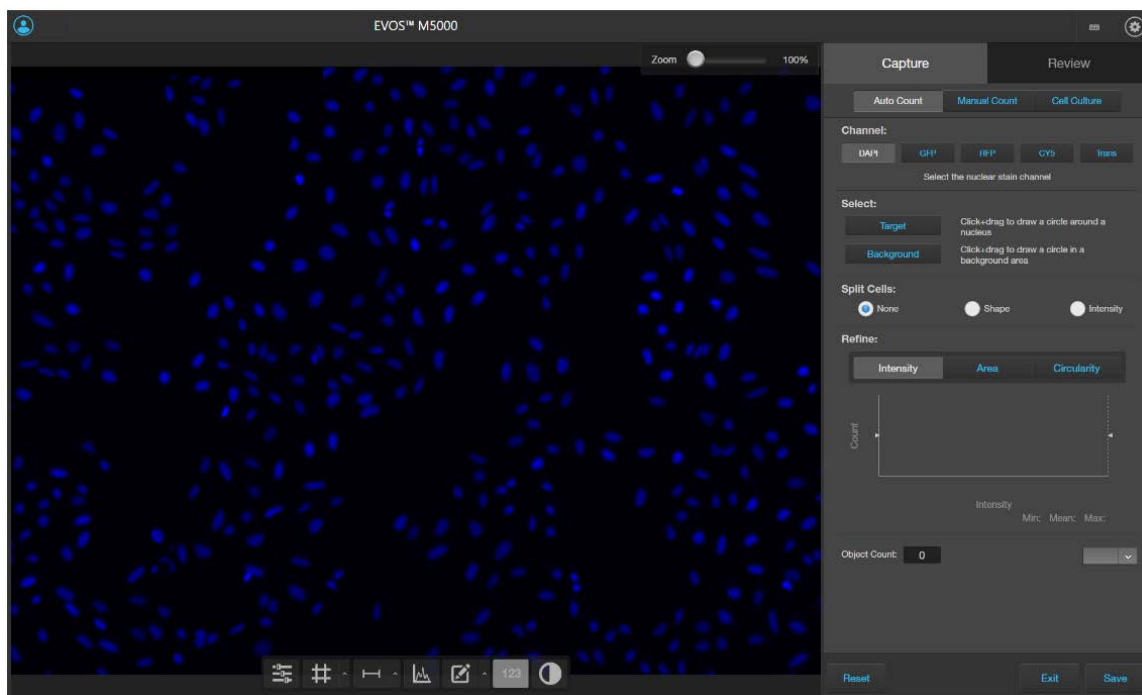 EVOS™ M5000
Zoom 100%
Capture Review
Auto Count Manual Count Cell Culture
Channel:
DAPI GFP RFP CY5 Trans
Select the nuclear stain channel
Select:
Target Click+drag to draw a circle around a
nucleus
Background Click+drag to draw a circle in a
background area
Split Cells:
None Shape Intensity
Refine:
Intensity Area Circularity
Count
Intensity
Min: Mean: Max:
Object Count: 0
123
Reset Exit Save